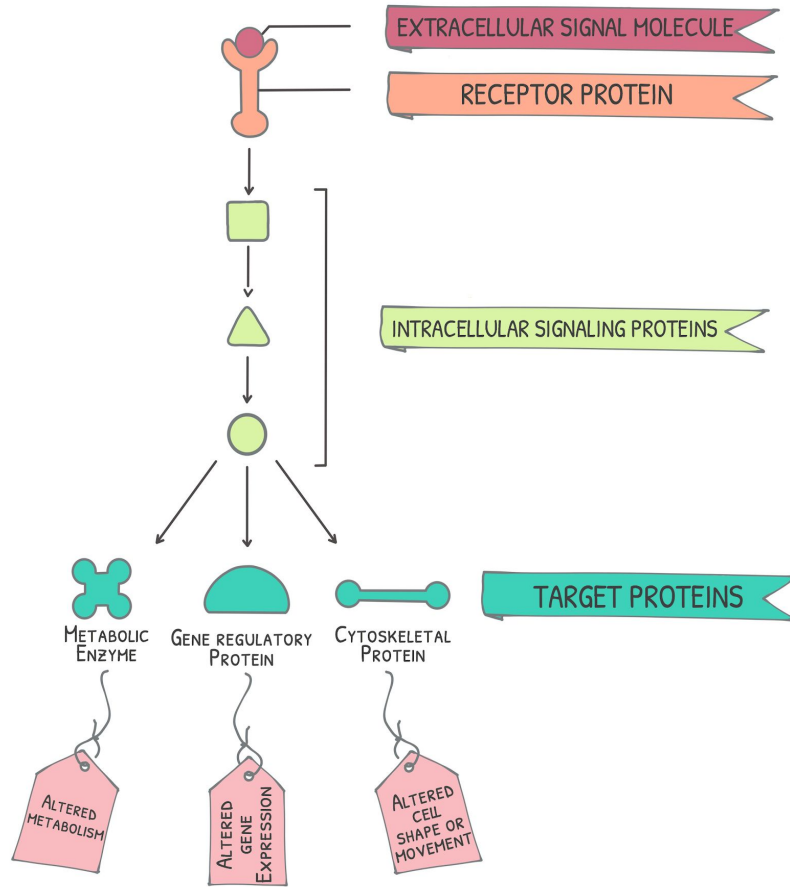 EXTRACELLULAR SIGNAL MOLECULE
RECEPTOR PROTEIN
INTRACELLULAR SIGNALING PROTEINS
TARGET PROTEINS
METABOLIC
ENZYME
GENE REGULATORY
PROTEIN
CYTOSKELETAL
PROTEIN
ALTERED
METABOLISM
ALTERED
GENE
EXPRESSION
ALTERED
CELL
SHAPE OR
MOVEMENT